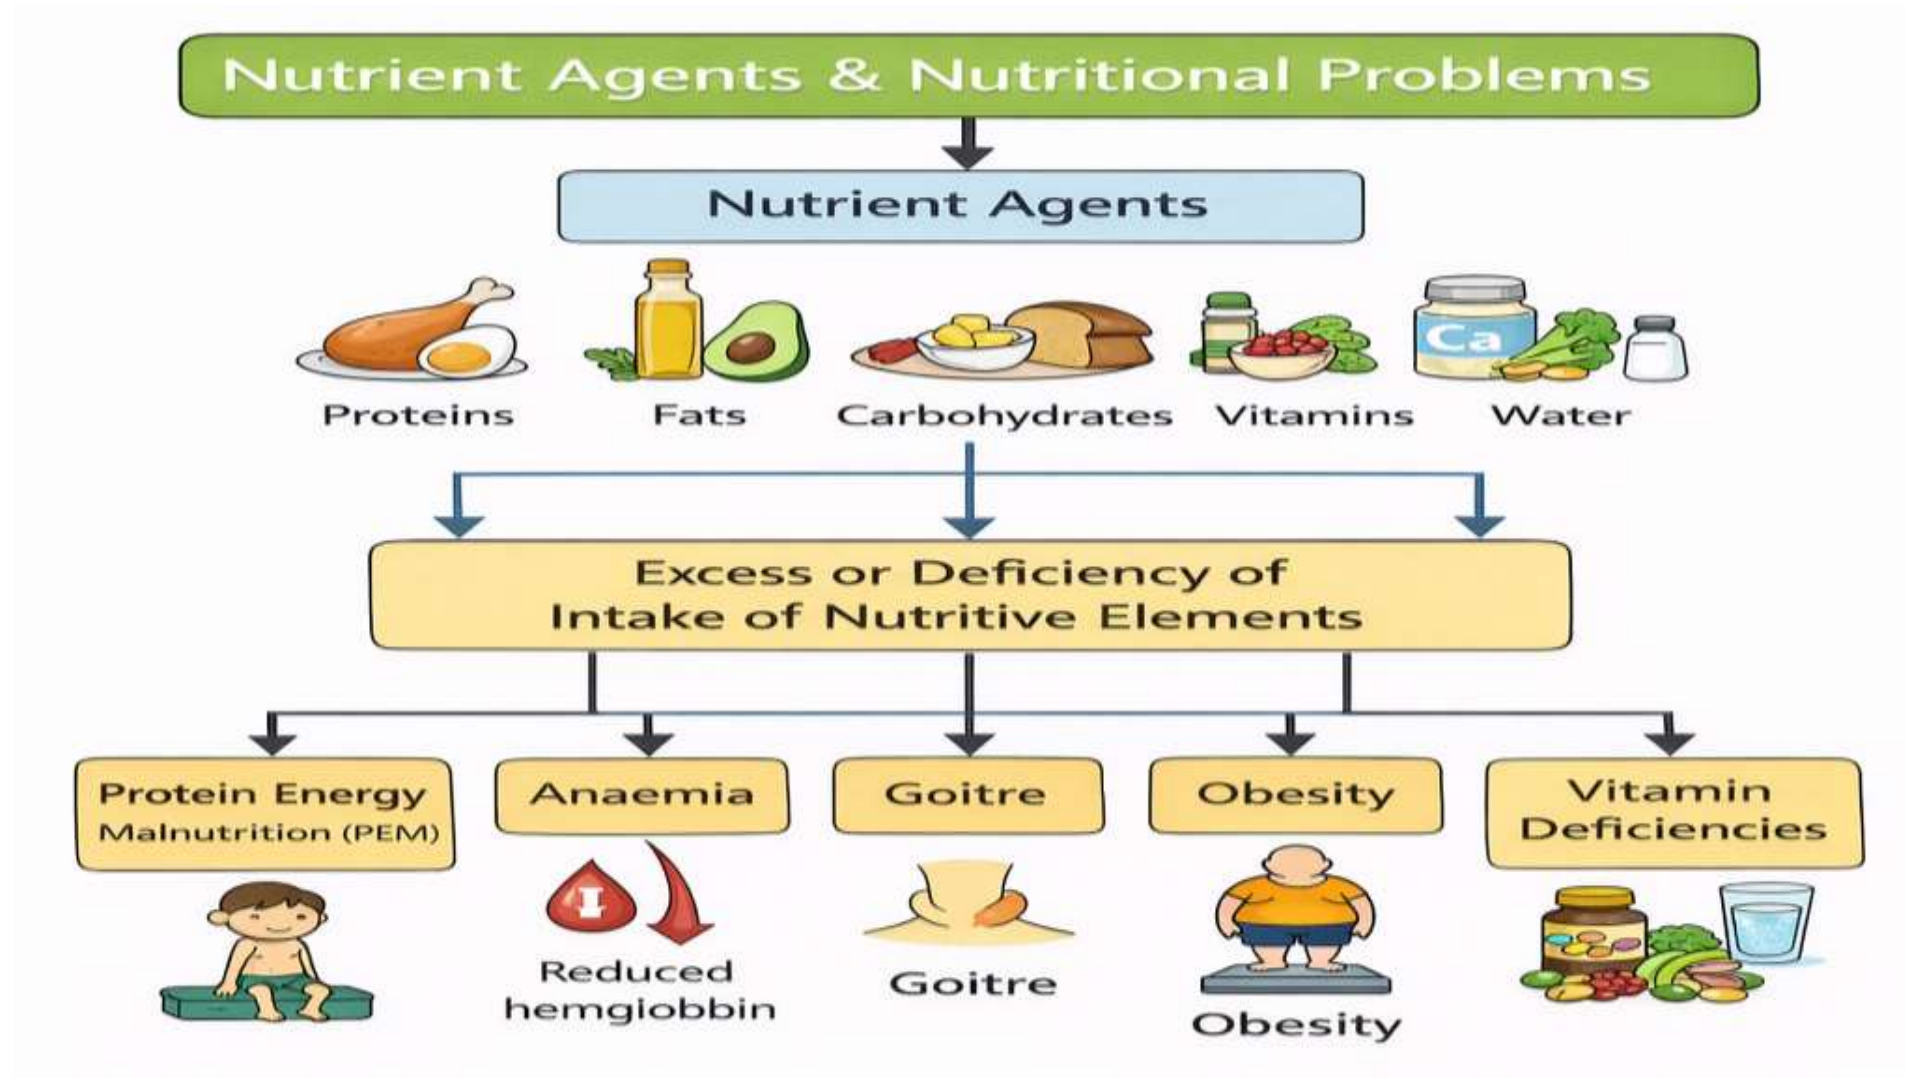 Nutrient Agents & Nutritional Problems
Nutrient Agents
Ca
Proteins
Fats
Carbohydrates
Vitamins
Water
Excess or Deficiency of
Intake of Nutritive Elements
Protein Energy
Malnutrition (PEM)
Anaemia
Goitre
Obesity
Vitamin
Deficiencies
I
Reduced
hemgiobbin
Goitre
Obesity